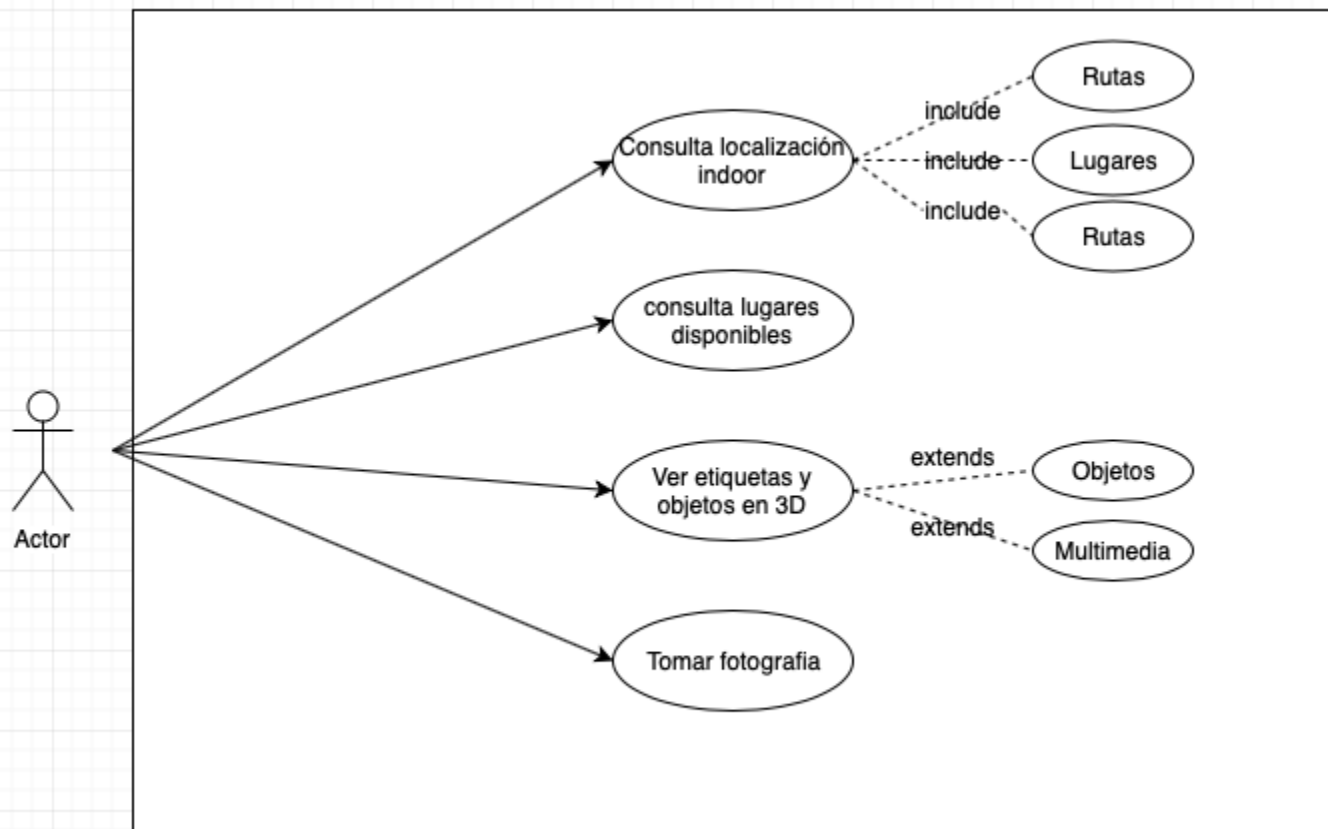 Rutas
include
Consulta localización
indoor
include
Lugares
include
Rutas
consulta lugares
disponibles
extends
Objetos
Ver etiquetas y
objetos en 3D
extends
Multimedia
Actor
Tomar fotografia